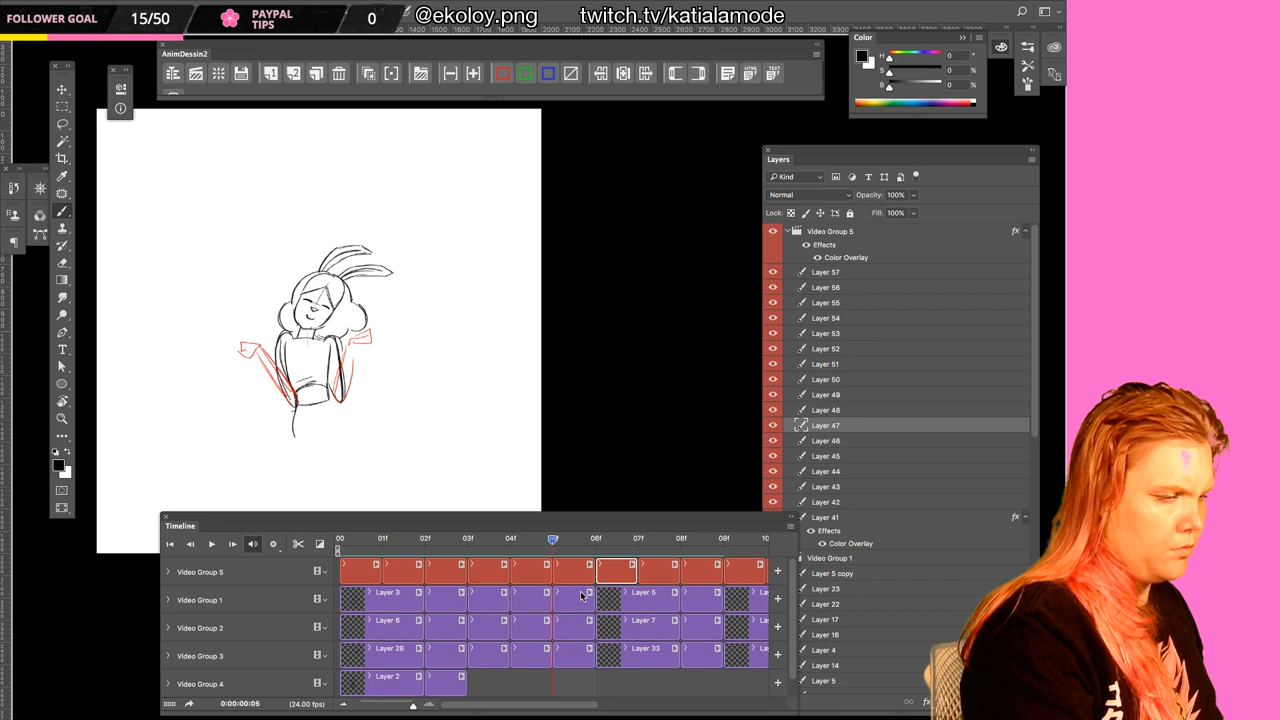 FOLLOWER GOAL
15/50
PAYPAL TIPS
0
@ekoloy.png
twitch.tv/katialamode
AnimDessin2
Color
H 0 °
S 0 %
B 0 %
Layers
Kind
Normal Opacity: 100%
Lock: Fill: 100%
Video Group 5 fx
Effects
Color Overlay
Layer 57
Layer 56
Layer 55
Layer 54
Layer 53
Layer 52
Layer 51
Layer 50
Layer 49
Layer 48
Layer 47
Layer 46
Layer 45
Layer 44
Layer 43
Layer 42
Layer 41 fx
Effects
Color Overlay
Video Group 1
Layer 5 copy
Layer 23
Layer 22
Layer 17
Layer 16
Layer 4
Layer 14
Layer 5
Timeline
00 01f 02f 03f 04f 05f 06f 07f 08f 09f 10
Video Group 5
Video Group 1 Layer 3 Layer 5
Video Group 2 Layer 6 Layer 7
Video Group 3 Layer 28 Layer 33
Video Group 4 Layer 2
0:00:00:05 (24.00 fps)